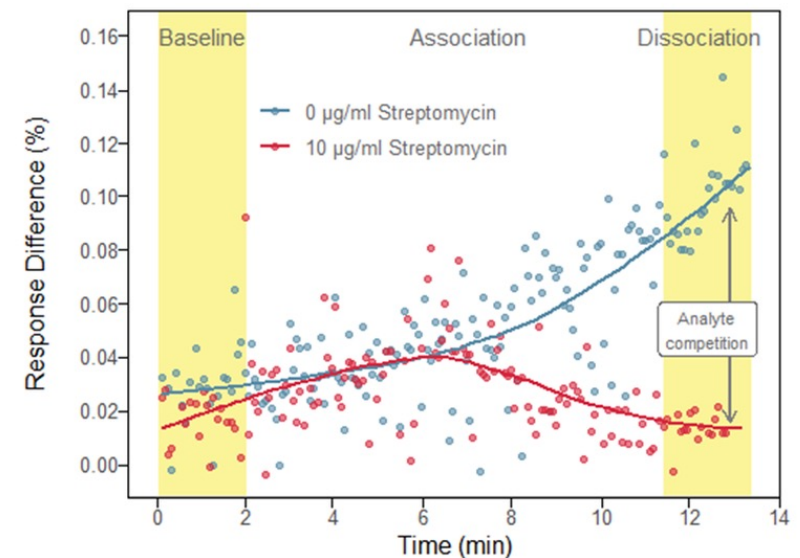 Baseline
Association
Dissociation
0 µg/ml Streptomycin
10 µg/ml Streptomycin
Analyte
competition
Response Difference (%)
0.16
0.14
0.12
0.10
0.08
0.06
0.04
0.02
0.00
0 2 4 6 8 10 12 14
Time (min)